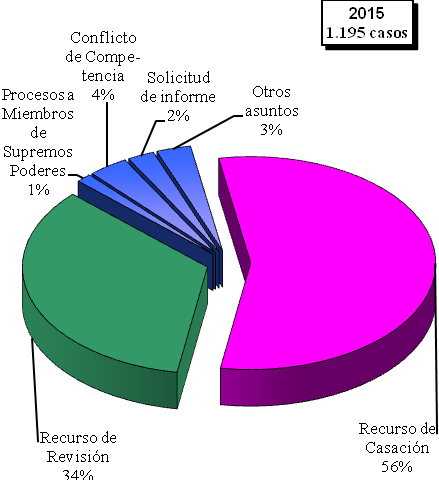 2015
1.195 casos
Conflicto
de Compe-
tencia
4%
Solicitud
de informe
2%
Otros
asuntos
3%
Procesos a
Miembros
de
Supremos
Poderes
1%
Recurso de
Revisión
34%
Recurso de
Casación
56%